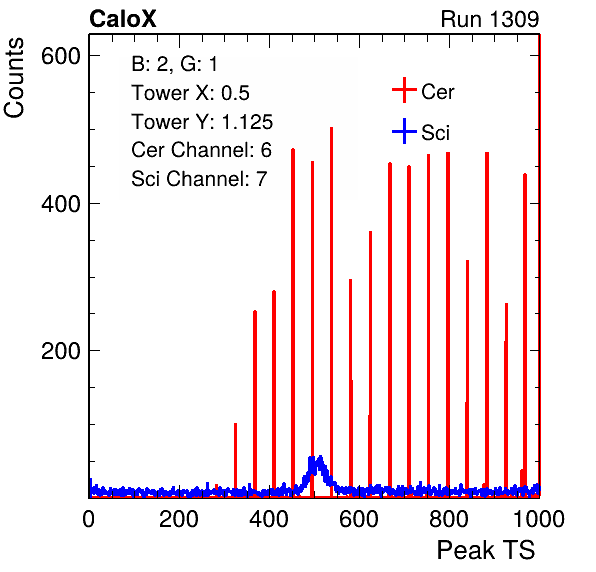 CaloX
Run 1309
Counts
600
400
200
B: 2, G: 1
Tower X: 0.5
Tower Y: 1.125
Cer Channel: 6
Sci Channel: 7
Cer
Sci
0 200 400 600 800 1000
Peak TS